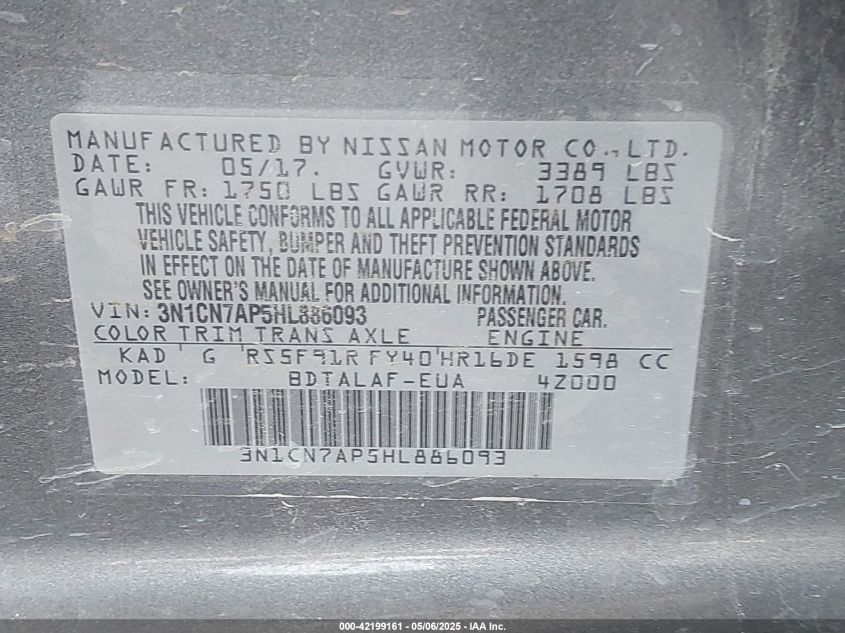 MANUFACTURED BY NISSAN MOTOR CO., LTD.
DATE: 05/17. GVWR: 3389 LBS
GAWR FR: 1750 LBS GAWR RR: 1708 LBS
THIS VEHICLE CONFORMS TO ALL APPLICABLE FEDERAL MOTOR
VEHICLE SAFETY, BUMPER AND THEFT PREVENTION STANDARDS
IN EFFECT ON THE DATE OF MANUFACTURE SHOWN ABOVE.
SEE OWNER'S MANUAL FOR ADDITIONAL INFORMATION.
VIN: 3N1CN7AP5HL886093 PASSENGER CAR.
COLOR TRIM TRANS AXLE ENGINE
KAD G RS5F91R FY40 HR16DE 1598 CC
MODEL: BDTALAF-EUA 4Z000
3N1CN7AP5HL886093
000-42199161 - 05/06/2025 - IAA Inc.